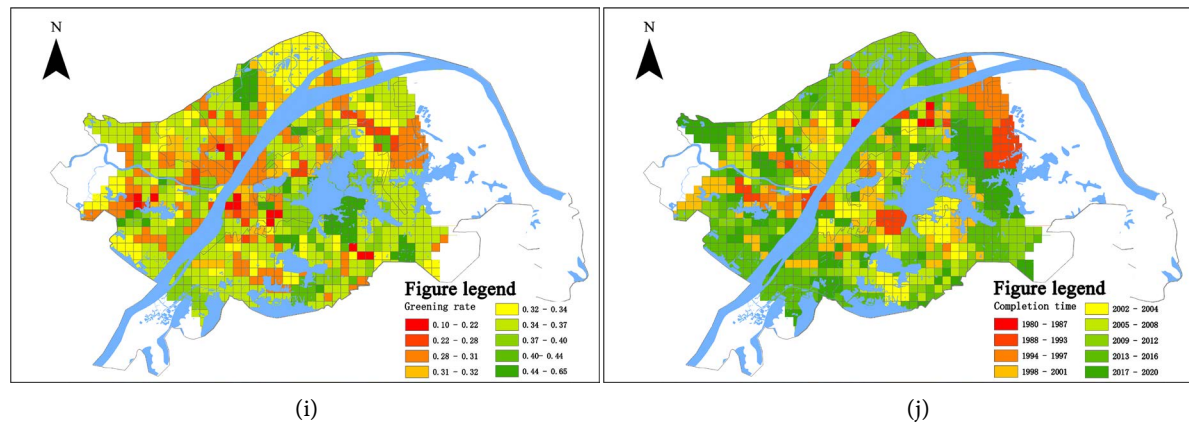 N
Figure legend
Greening rate
0.10 - 0.22
0.22 - 0.28
0.28 - 0.31
0.31 - 0.32
0.32 - 0.34
0.34 - 0.37
0.37 - 0.40
0.40- 0.44
0.44 - 0.65
(i)
N
Figure legend
Completion time
1980 - 1987
1988 - 1993
1994 - 1997
1998 - 2001
2002 - 2004
2005 - 2008
2009 - 2012
2013 - 2016
2017 - 2020
(j)